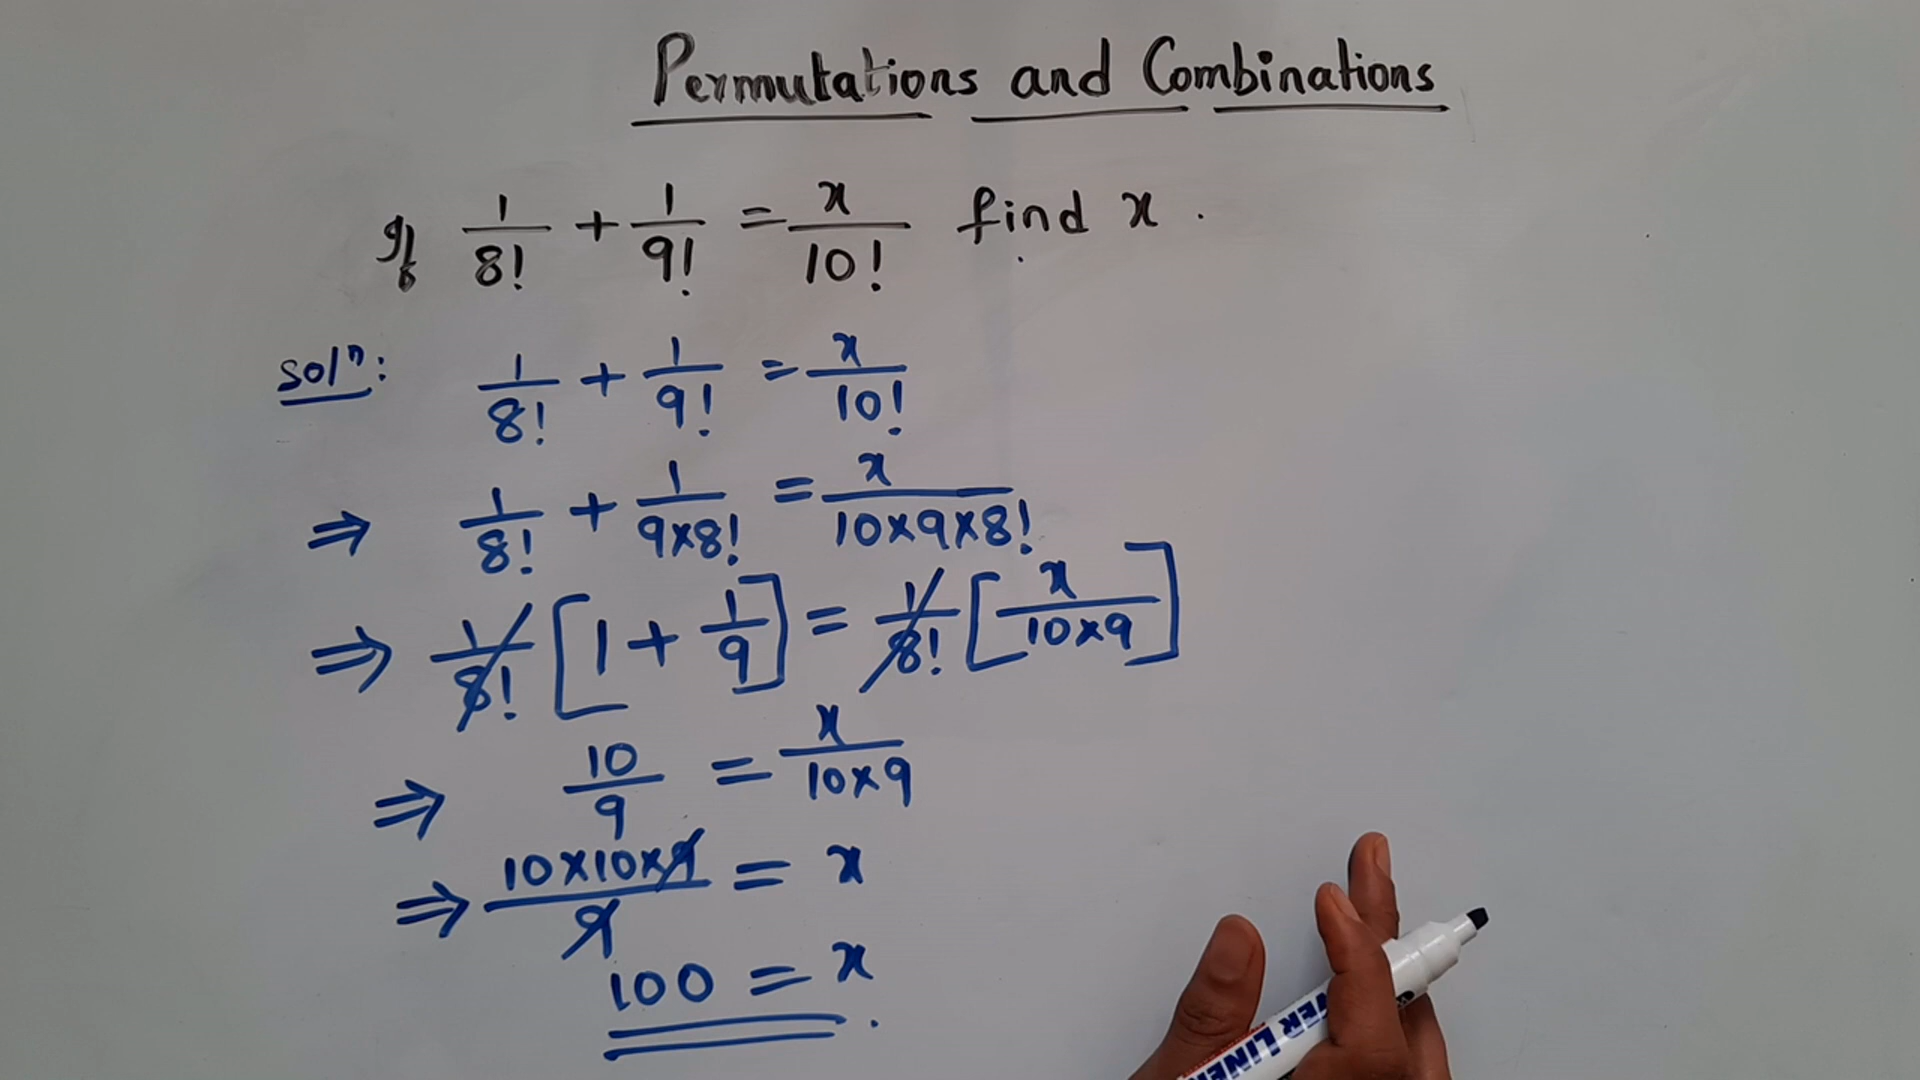 Permutations and Combinations
If 1/8! + 1/9! = x/10! find x .
Solⁿ: 1/8! + 1/9! = x/10!
⇒ 1/8! + 1/9×8! = x/10×9×8!
⇒ 1/8! [1 + 1/9] = 1/8! [x/10×9]
⇒ 10/9 = x/10×9
⇒ 10×10×9/9 = x
100 = x .